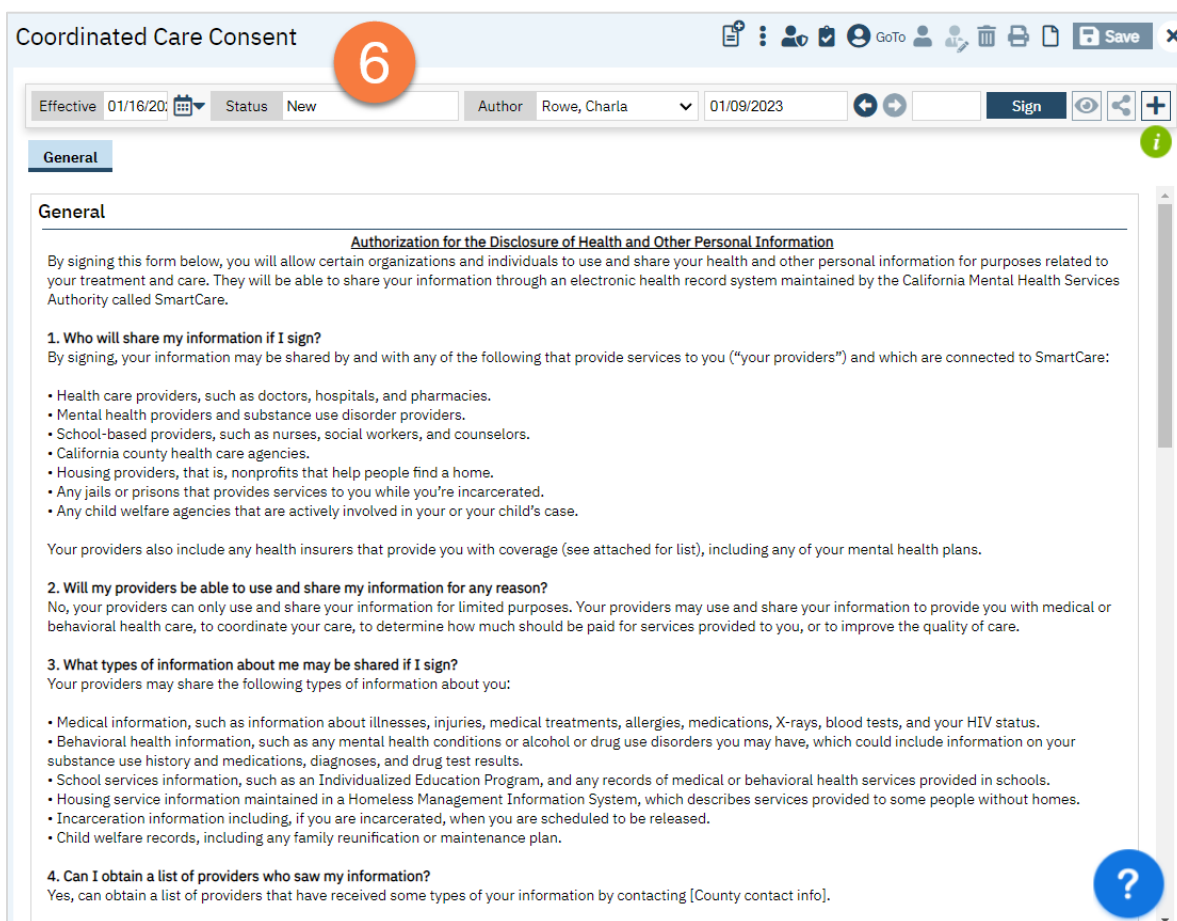 Coordinated Care Consent
6
GoTo
Save
Effective 01/16/20 Status New Author Rowe, Charla 01/09/2023 Sign
i
General
General
Authorization for the Disclosure of Health and Other Personal Information
By signing this form below, you will allow certain organizations and individuals to use and share your health and other personal information for purposes related to
your treatment and care. They will be able to share your information through an electronic health record system maintained by the California Mental Health Services
Authority called SmartCare.
1. Who will share my information if I sign?
By signing, your information may be shared by and with any of the following that provide services to you (“your providers”) and which are connected to SmartCare:
• Health care providers, such as doctors, hospitals, and pharmacies.
• Mental health providers and substance use disorder providers.
• School-based providers, such as nurses, social workers, and counselors.
• California county health care agencies.
• Housing providers, that is, nonprofits that help people find a home.
• Any jails or prisons that provides services to you while you’re incarcerated.
• Any child welfare agencies that are actively involved in your or your child’s case.
Your providers also include any health insurers that provide you with coverage (see attached for list), including any of your mental health plans.
2. Will my providers be able to use and share my information for any reason?
No, your providers can only use and share your information for limited purposes. Your providers may use and share your information to provide you with medical or
behavioral health care, to coordinate your care, to determine how much should be paid for services provided to you, or to improve the quality of care.
3. What types of information about me may be shared if I sign?
Your providers may share the following types of information about you:
• Medical information, such as information about illnesses, injuries, medical treatments, allergies, medications, X-rays, blood tests, and your HIV status.
• Behavioral health information, such as any mental health conditions or alcohol or drug use disorders you may have, which could include information on your
substance use history and medications, diagnoses, and drug test results.
• School services information, such as an Individualized Education Program, and any records of medical or behavioral health services provided in schools.
• Housing service information maintained in a Homeless Management Information System, which describes services provided to some people without homes.
• Incarceration information including, if you are incarcerated, when you are scheduled to be released.
• Child welfare records, including any family reunification or maintenance plan.
4. Can I obtain a list of providers who saw my information?
Yes, can obtain a list of providers that have received some types of your information by contacting [County contact info].
?